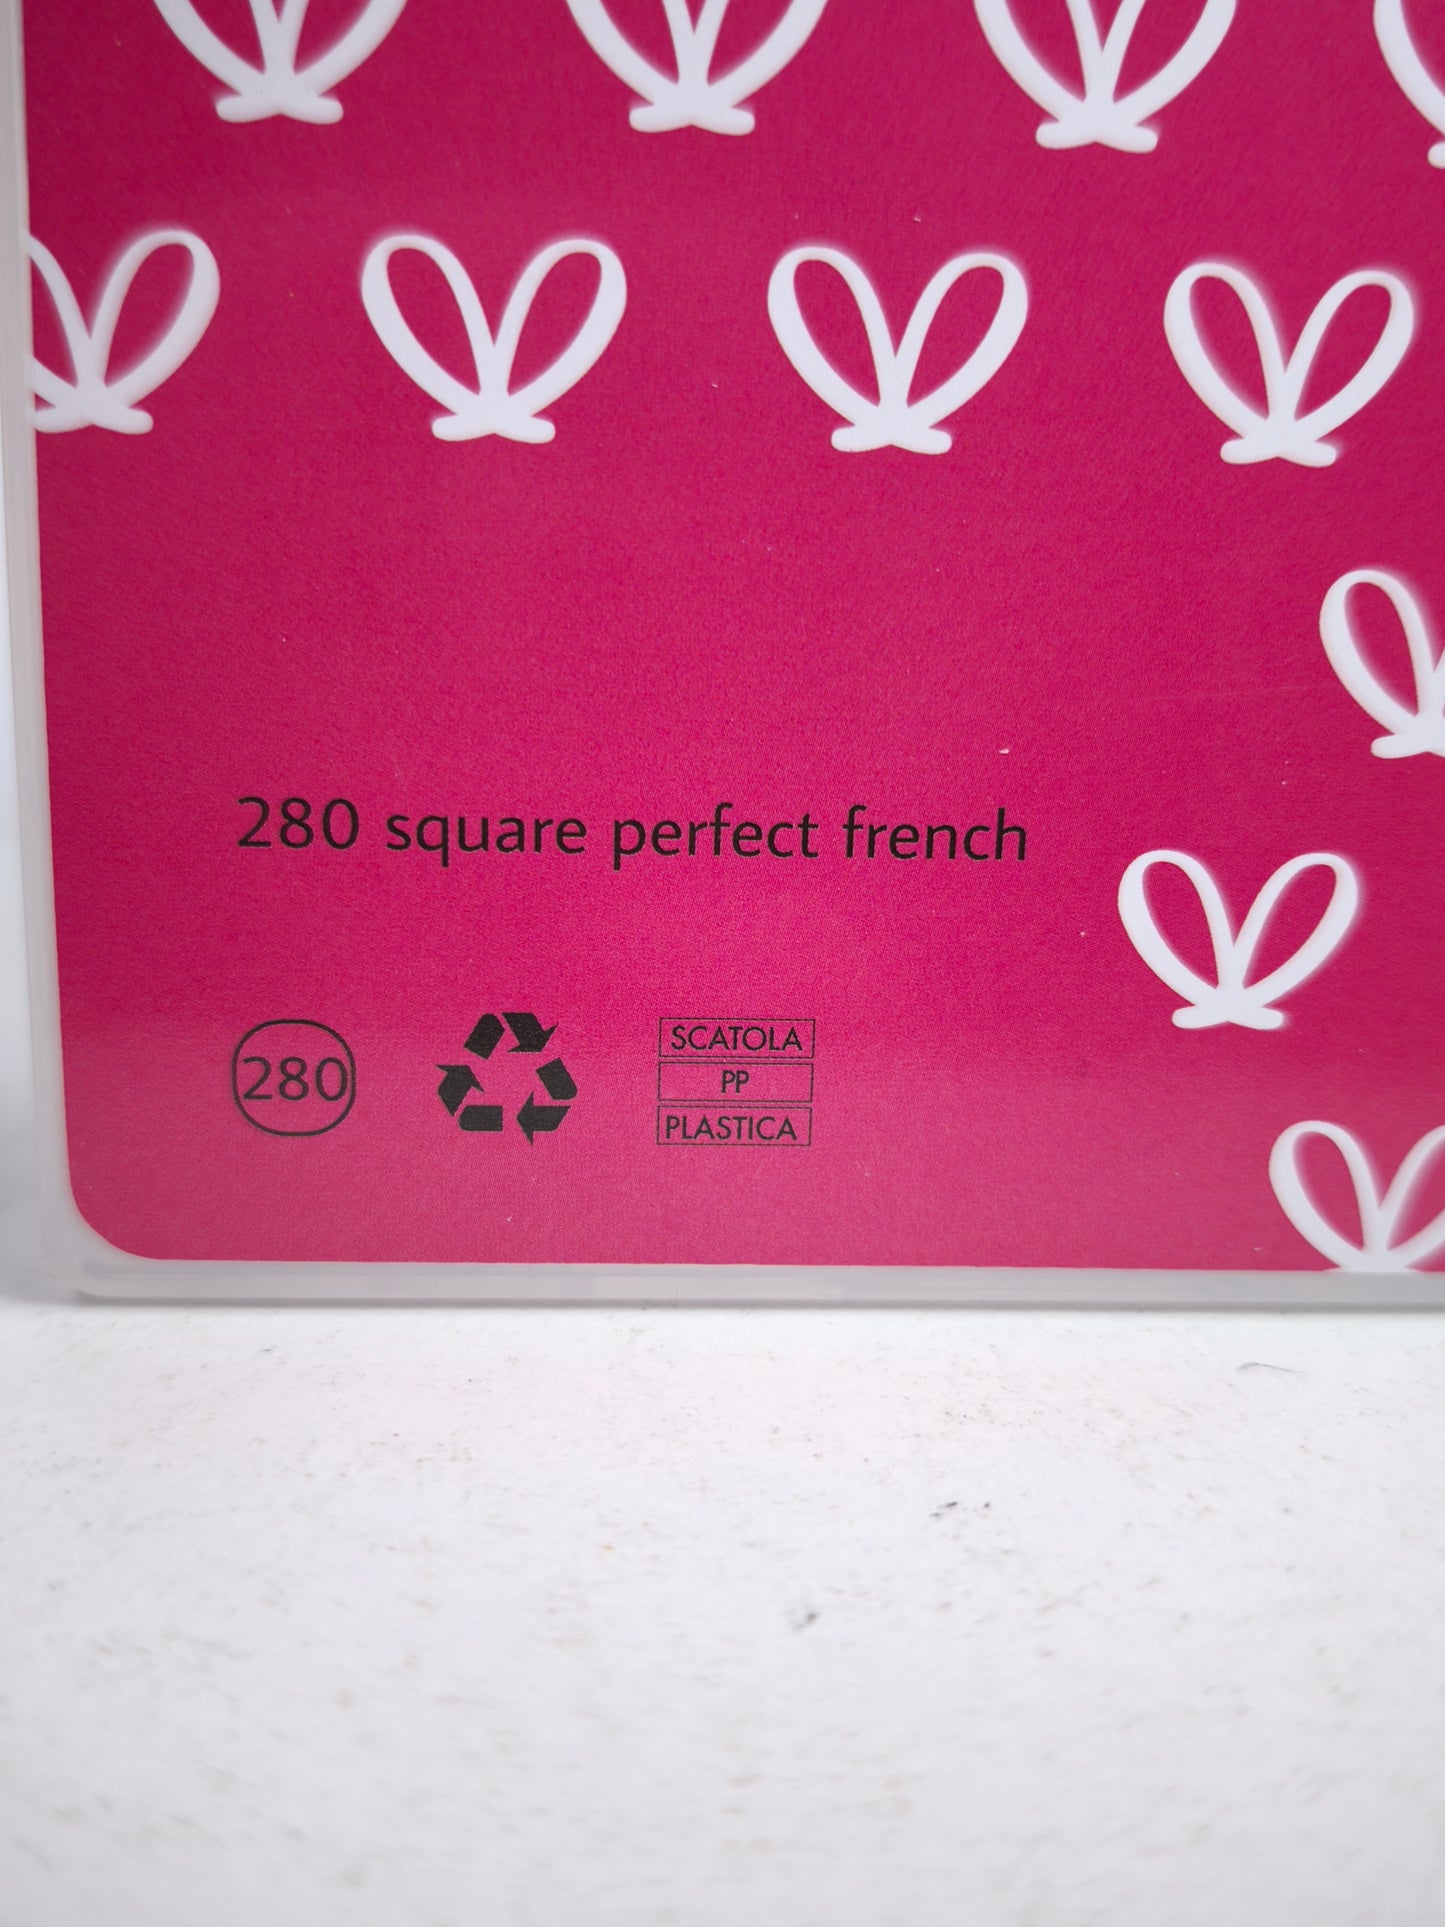 280 square perfect french
280
SCATOLA
PP
PLASTICA